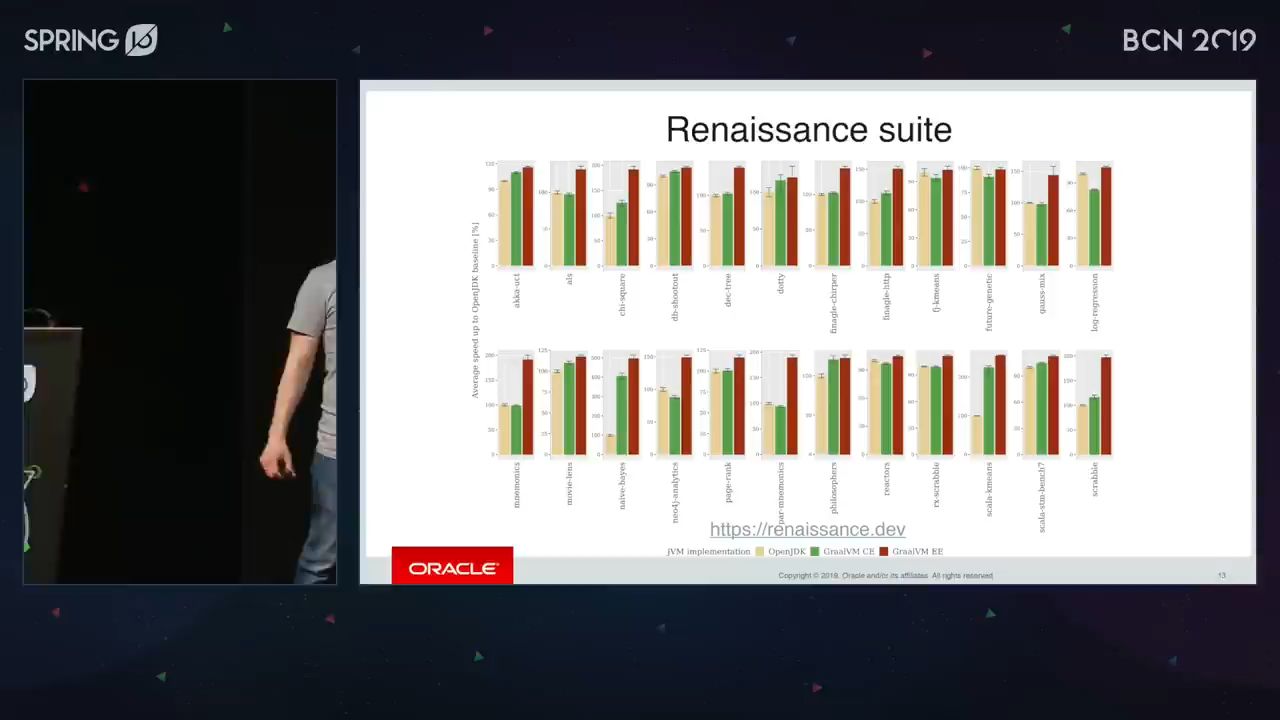 SPRING I/O
BCN 2019
Renaissance suite
Average speed up to OpenJDK baseline [%]
akka-uct
als
chi-square
db-shootout
dec-tree
dotty
finagle-chirper
finagle-http
fj-kmeans
future-genetic
gauss-mix
log-regression
mnemonics
movie-lens
naive-bayes
neo4j-analytics
page-rank
par-mnemonics
philosophers
reactors
rx-scrabble
scala-kmeans
scala-stm-bench7
scrabble
https://renaissance.dev
JVM implementation OpenJDK GraalVM CE GraalVM EE
ORACLE
Copyright © 2019, Oracle and/or its affiliates. All rights reserved.
13